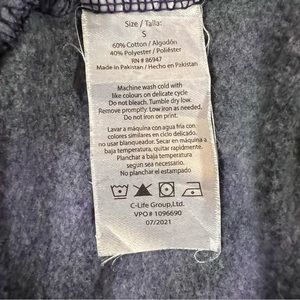 Size / Talla:
S
60% Cotton / Algodón
40% Polyester / Poliéster
RN # 86947
Made in Pakistan / Hecho en Pakistan
Machine wash cold with
like colours on delicate cycle
Do not bleach. Tumble dry low.
Remove promptly. Low iron as needed.
Do not iron on print.
Lavar a máquina con agua fria con
colores similares en ciclo delicado.
no usar blanqueador. Secar en máquina a
baja temperatura, quitar rapidamente.
Planchar a baja temperatura
según sea necesario.
No planchar el estampado
C-Life Group,Ltd.
VPO# 1096690
07/2021